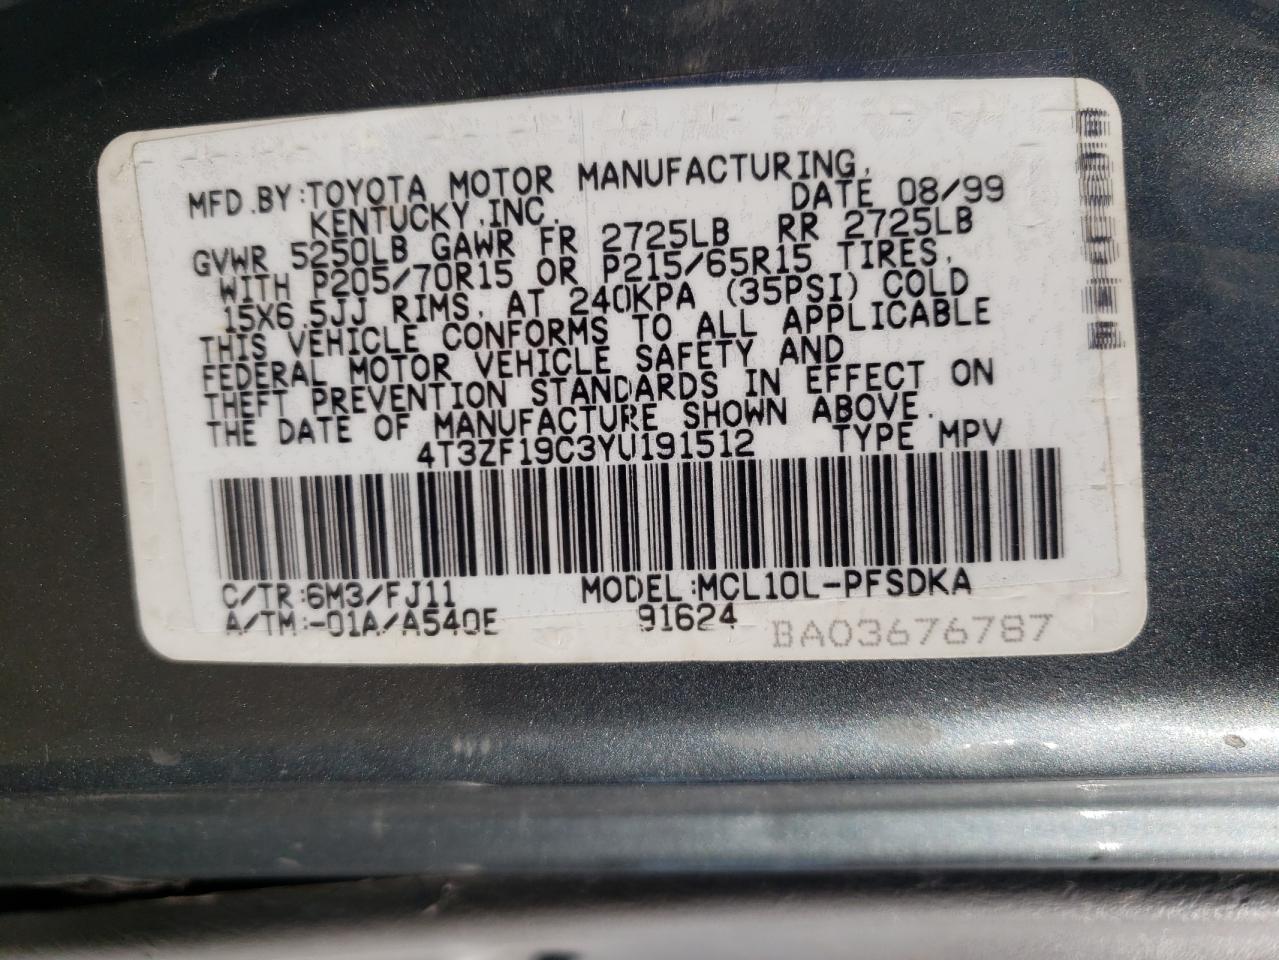 MFD.BY:TOYOTA MOTOR MANUFACTURING,
KENTUCKY,INC. DATE 08/99
GVWR 5250LB GAWR FR 2725LB RR 2725LB
WITH P205/70R15 OR P215/65R15 TIRES,
15X6.5JJ RIMS, AT 240KPA (35PSI) COLD
THIS VEHICLE CONFORMS TO ALL APPLICABLE
FEDERAL MOTOR VEHICLE SAFETY AND
THEFT PREVENTION STANDARDS IN EFFECT ON
THE DATE OF MANUFACTURE SHOWN ABOVE.
4T3ZF19C3YU191512 TYPE MPV
C/TR:6M3/FJ11 MODEL:MCL10L-PFSDKA
A/TM:-01A/A540E 91624 BA03676787